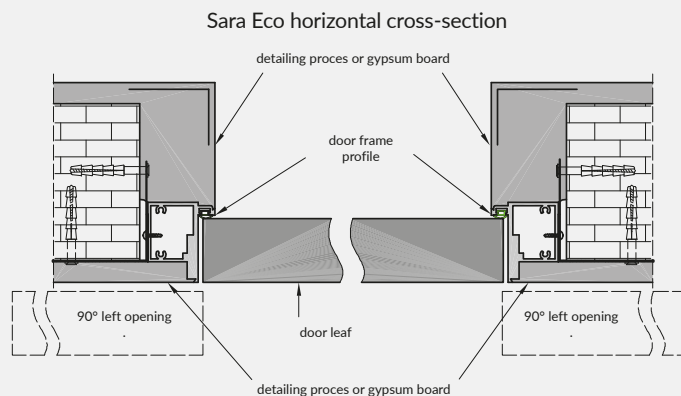 Sara Eco horizontal cross-section
detailing proces or gypsum board
door frame
profile
90° left opening
90° left opening
door leaf
detailing proces or gypsum board